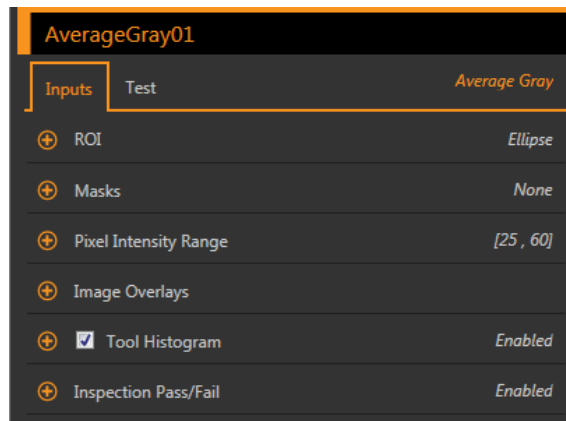 AverageGray01
Inputs Test Average Gray
ROI Ellipse
Masks None
Pixel Intensity Range [25 , 60]
Image Overlays
Tool Histogram Enabled
Inspection Pass/Fail Enabled